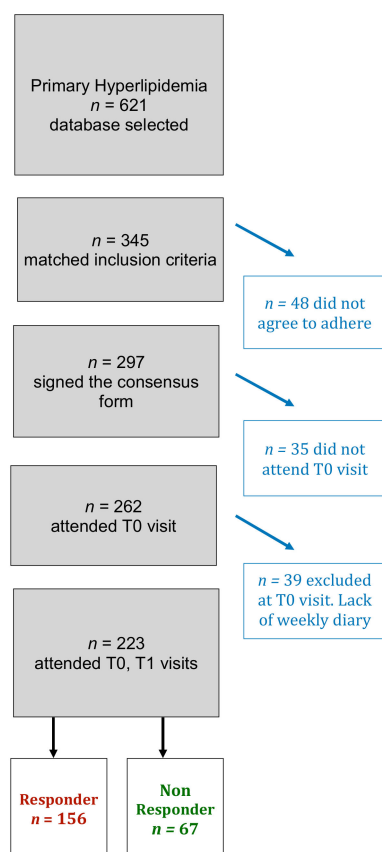 Primary Hyperlipidemia
n = 621
database selected
n = 345
matched inclusion criteria
n = 48 did not
agree to adhere
n = 297
signed the consensus
form
n = 35 did not
attend T0 visit
n = 262
attended T0 visit
n = 39 excluded
at T0 visit. Lack
of weekly diary
n = 223
attended T0, T1 visits
Responder
n = 156
Non
Responder
n = 67